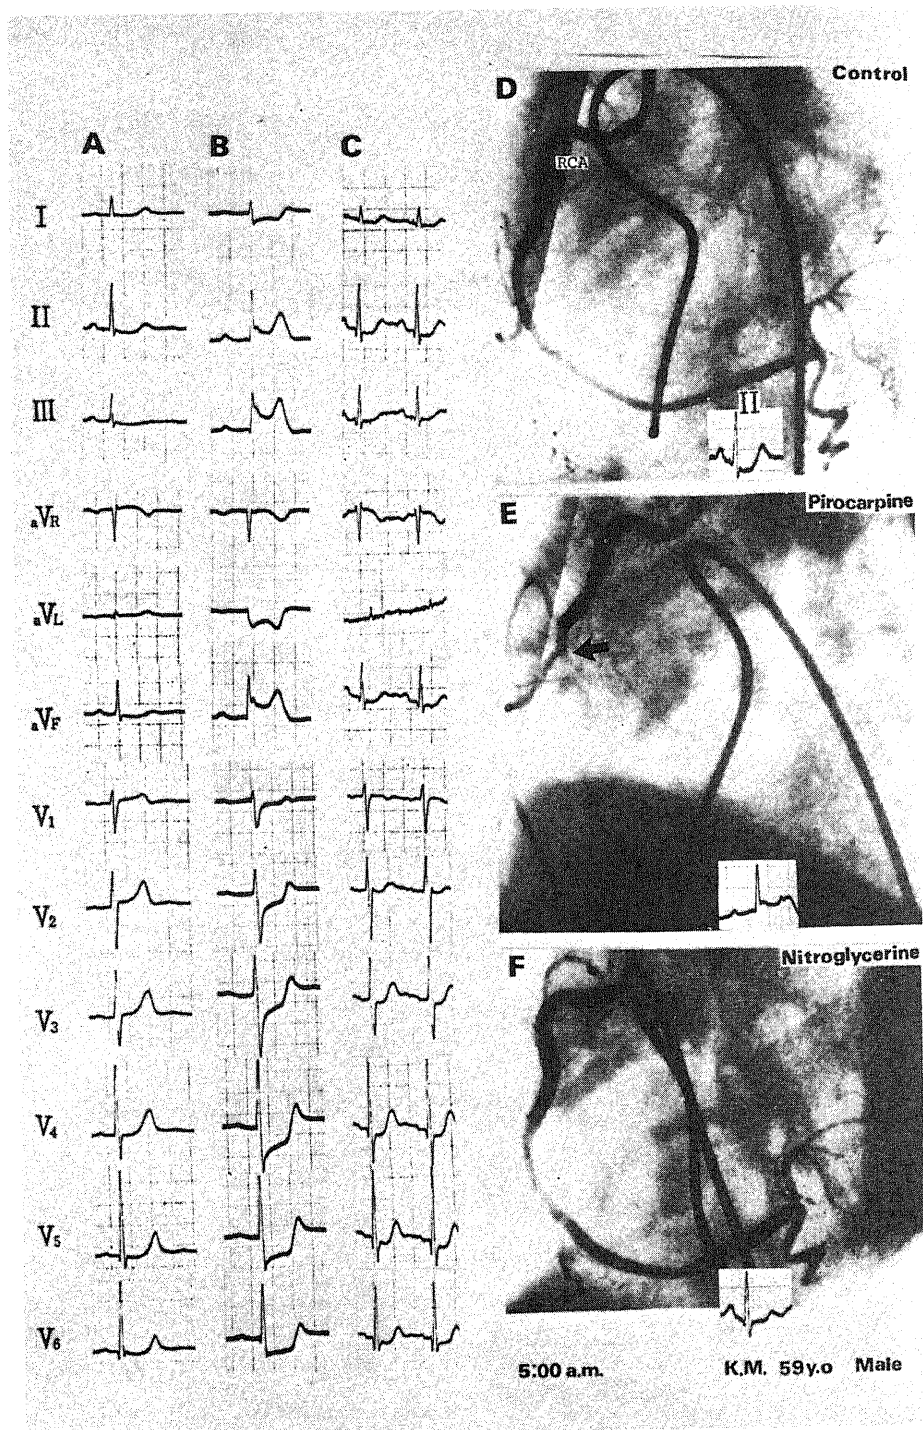 A B C
I
II
III
aVR
aVL
aVF
V1
V2
V3
V4
V5
V6
D
Control
RCA
II
E
Pirocarpine
F
Nitroglycerine
5:00 a.m. K.M. 59y.o Male